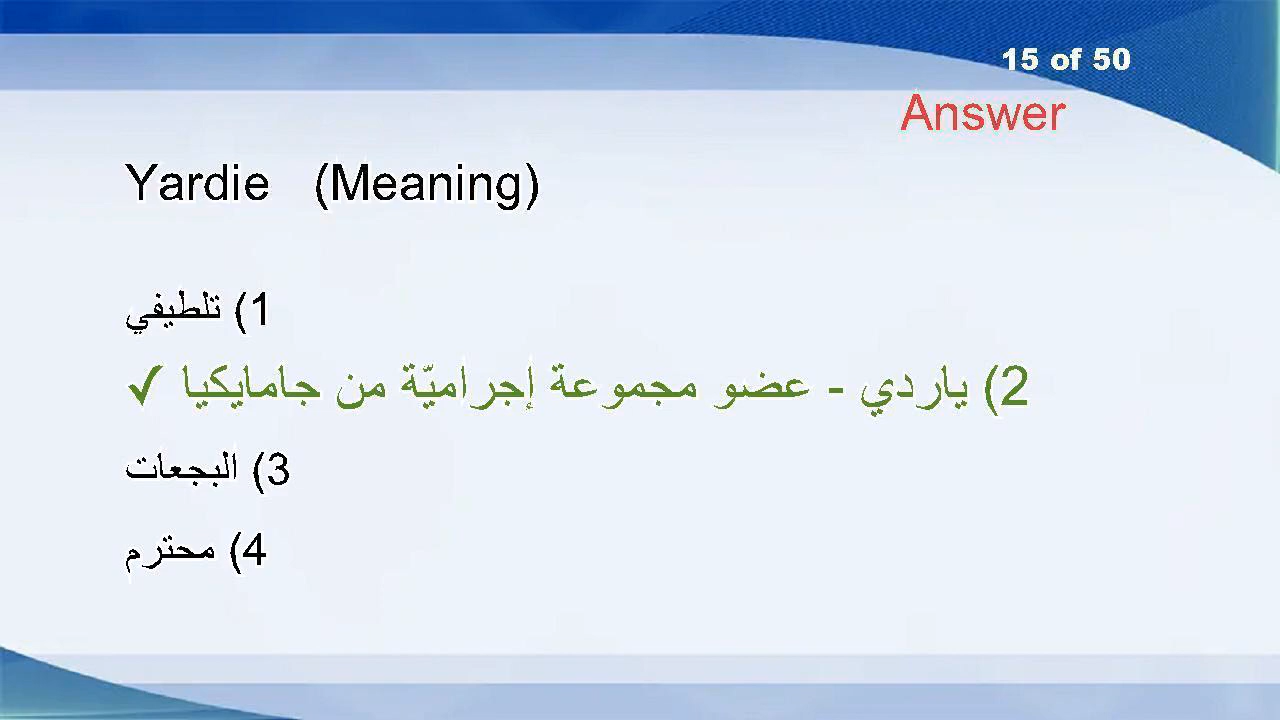 15 of 50
Answer
Yardie (Meaning)
1) تلطيفي
2) ياردي - عضو مجموعة إجراميّة من جامايكيا ✓
3) البجعات
4) محترم